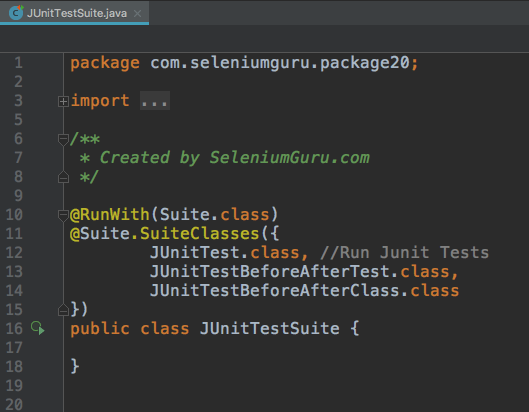 JUnitTestSuite.java ×
1 package com.seleniumguru.package20;
2
3 import ...
5
6 /**
7 * Created by SeleniumGuru.com
8 */
9
10 @RunWith(Suite.class)
11 @Suite.SuiteClasses({
12 JUnitTest.class, //Run Junit Tests
13 JUnitTestBeforeAfterTest.class,
14 JUnitTestBeforeAfterClass.class
15 })
16 public class JUnitTestSuite {
17
18 }
19
20